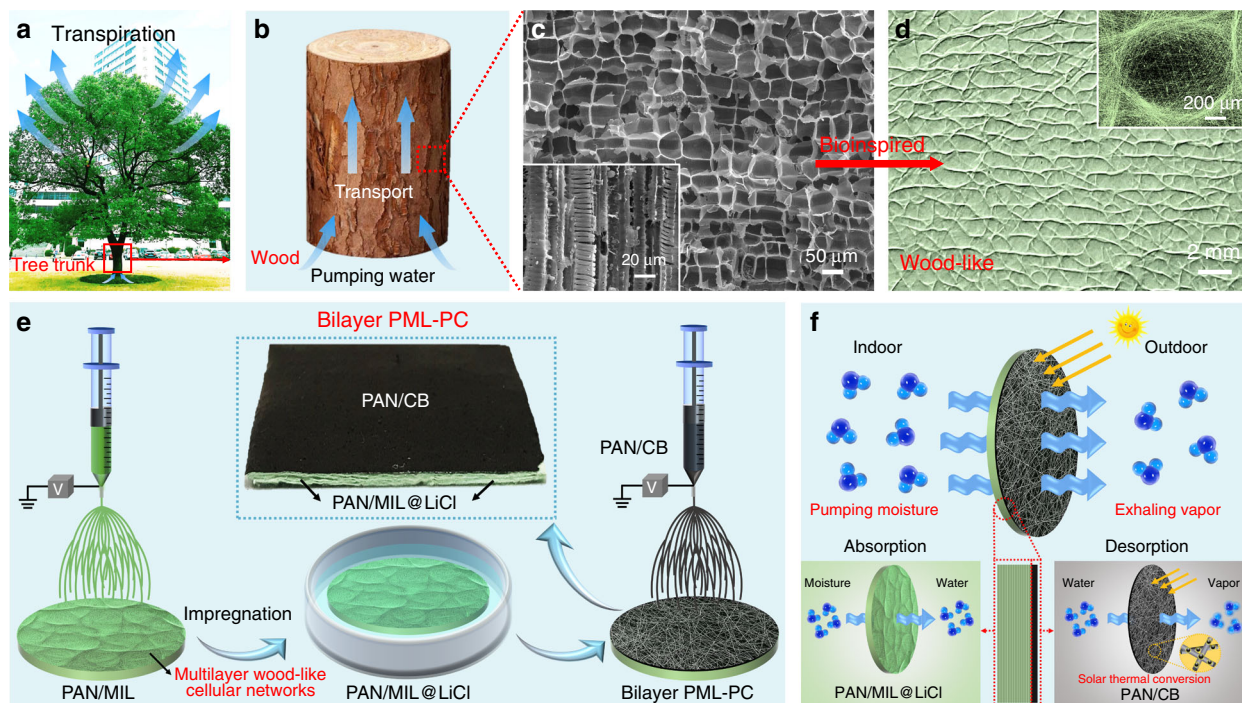 a
Transpiration
Tree trunk
b
Transport
Wood
Pumping water
c
20 μm
50 μm
Bioinspired
d
200 μm
Wood-like
2 mm
e
Bilayer PML-PC
PAN/CB
PAN/MIL@LiCl
V
PAN/CB
V
Impregnation
Multilayer wood-like
cellular networks
PAN/MIL
PAN/MIL@LiCl
Bilayer PML-PC
f
Indoor
Outdoor
Pumping moisture
Exhaling vapor
Absorption
Desorption
Moisture
Water
Water
Vapor
Solar thermal conversion
PAN/MIL@LiCl
PAN/CB